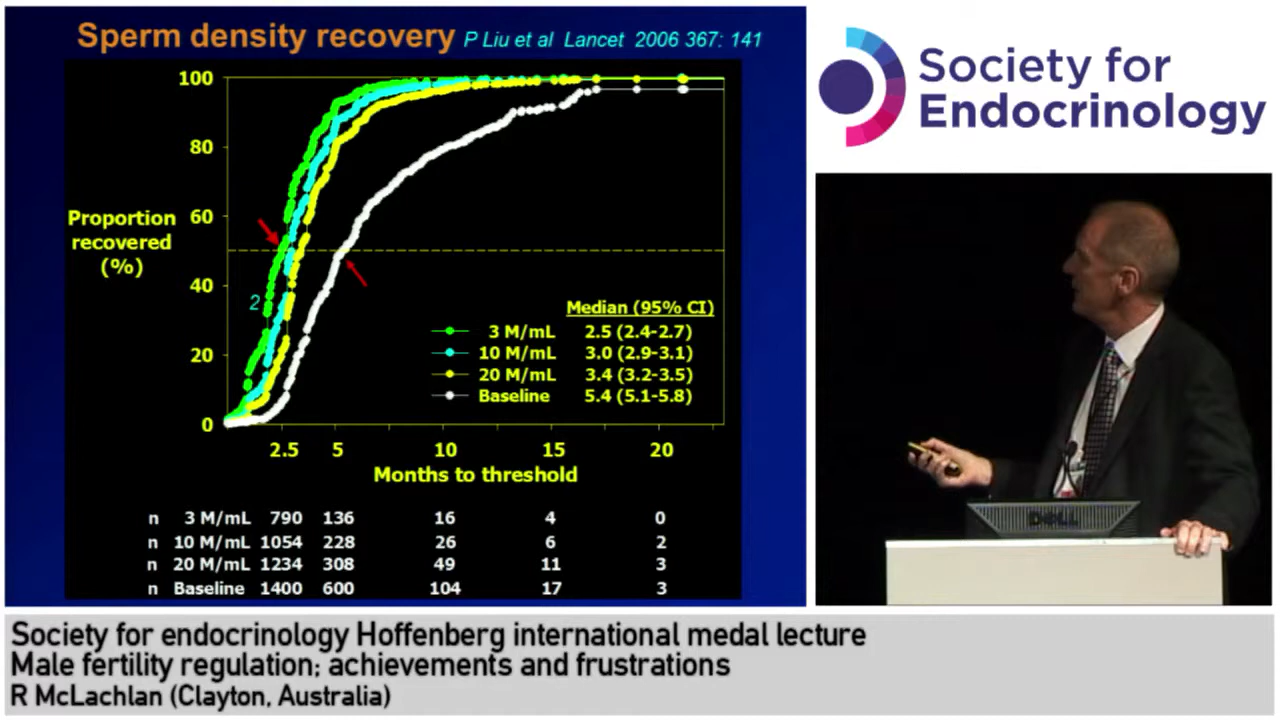 Sperm density recovery P Liu et al Lancet 2006 367: 141
100
80
60
40
20
0
Proportion
recovered
(%)
2
Median (95% CI)
3 M/mL 2.5 (2.4-2.7)
10 M/mL 3.0 (2.9-3.1)
20 M/mL 3.4 (3.2-3.5)
Baseline 5.4 (5.1-5.8)
2.5 5 10 15 20
Months to threshold
n 3 M/mL 790 136 16 4 0
n 10 M/mL 1054 228 26 6 2
n 20 M/mL 1234 308 49 11 3
n Baseline 1400 600 104 17 3
Society for
Endocrinology
DELL
Society for endocrinology Hoffenberg international medal lecture
Male fertility regulation; achievements and frustrations
R McLachlan (Clayton, Australia)